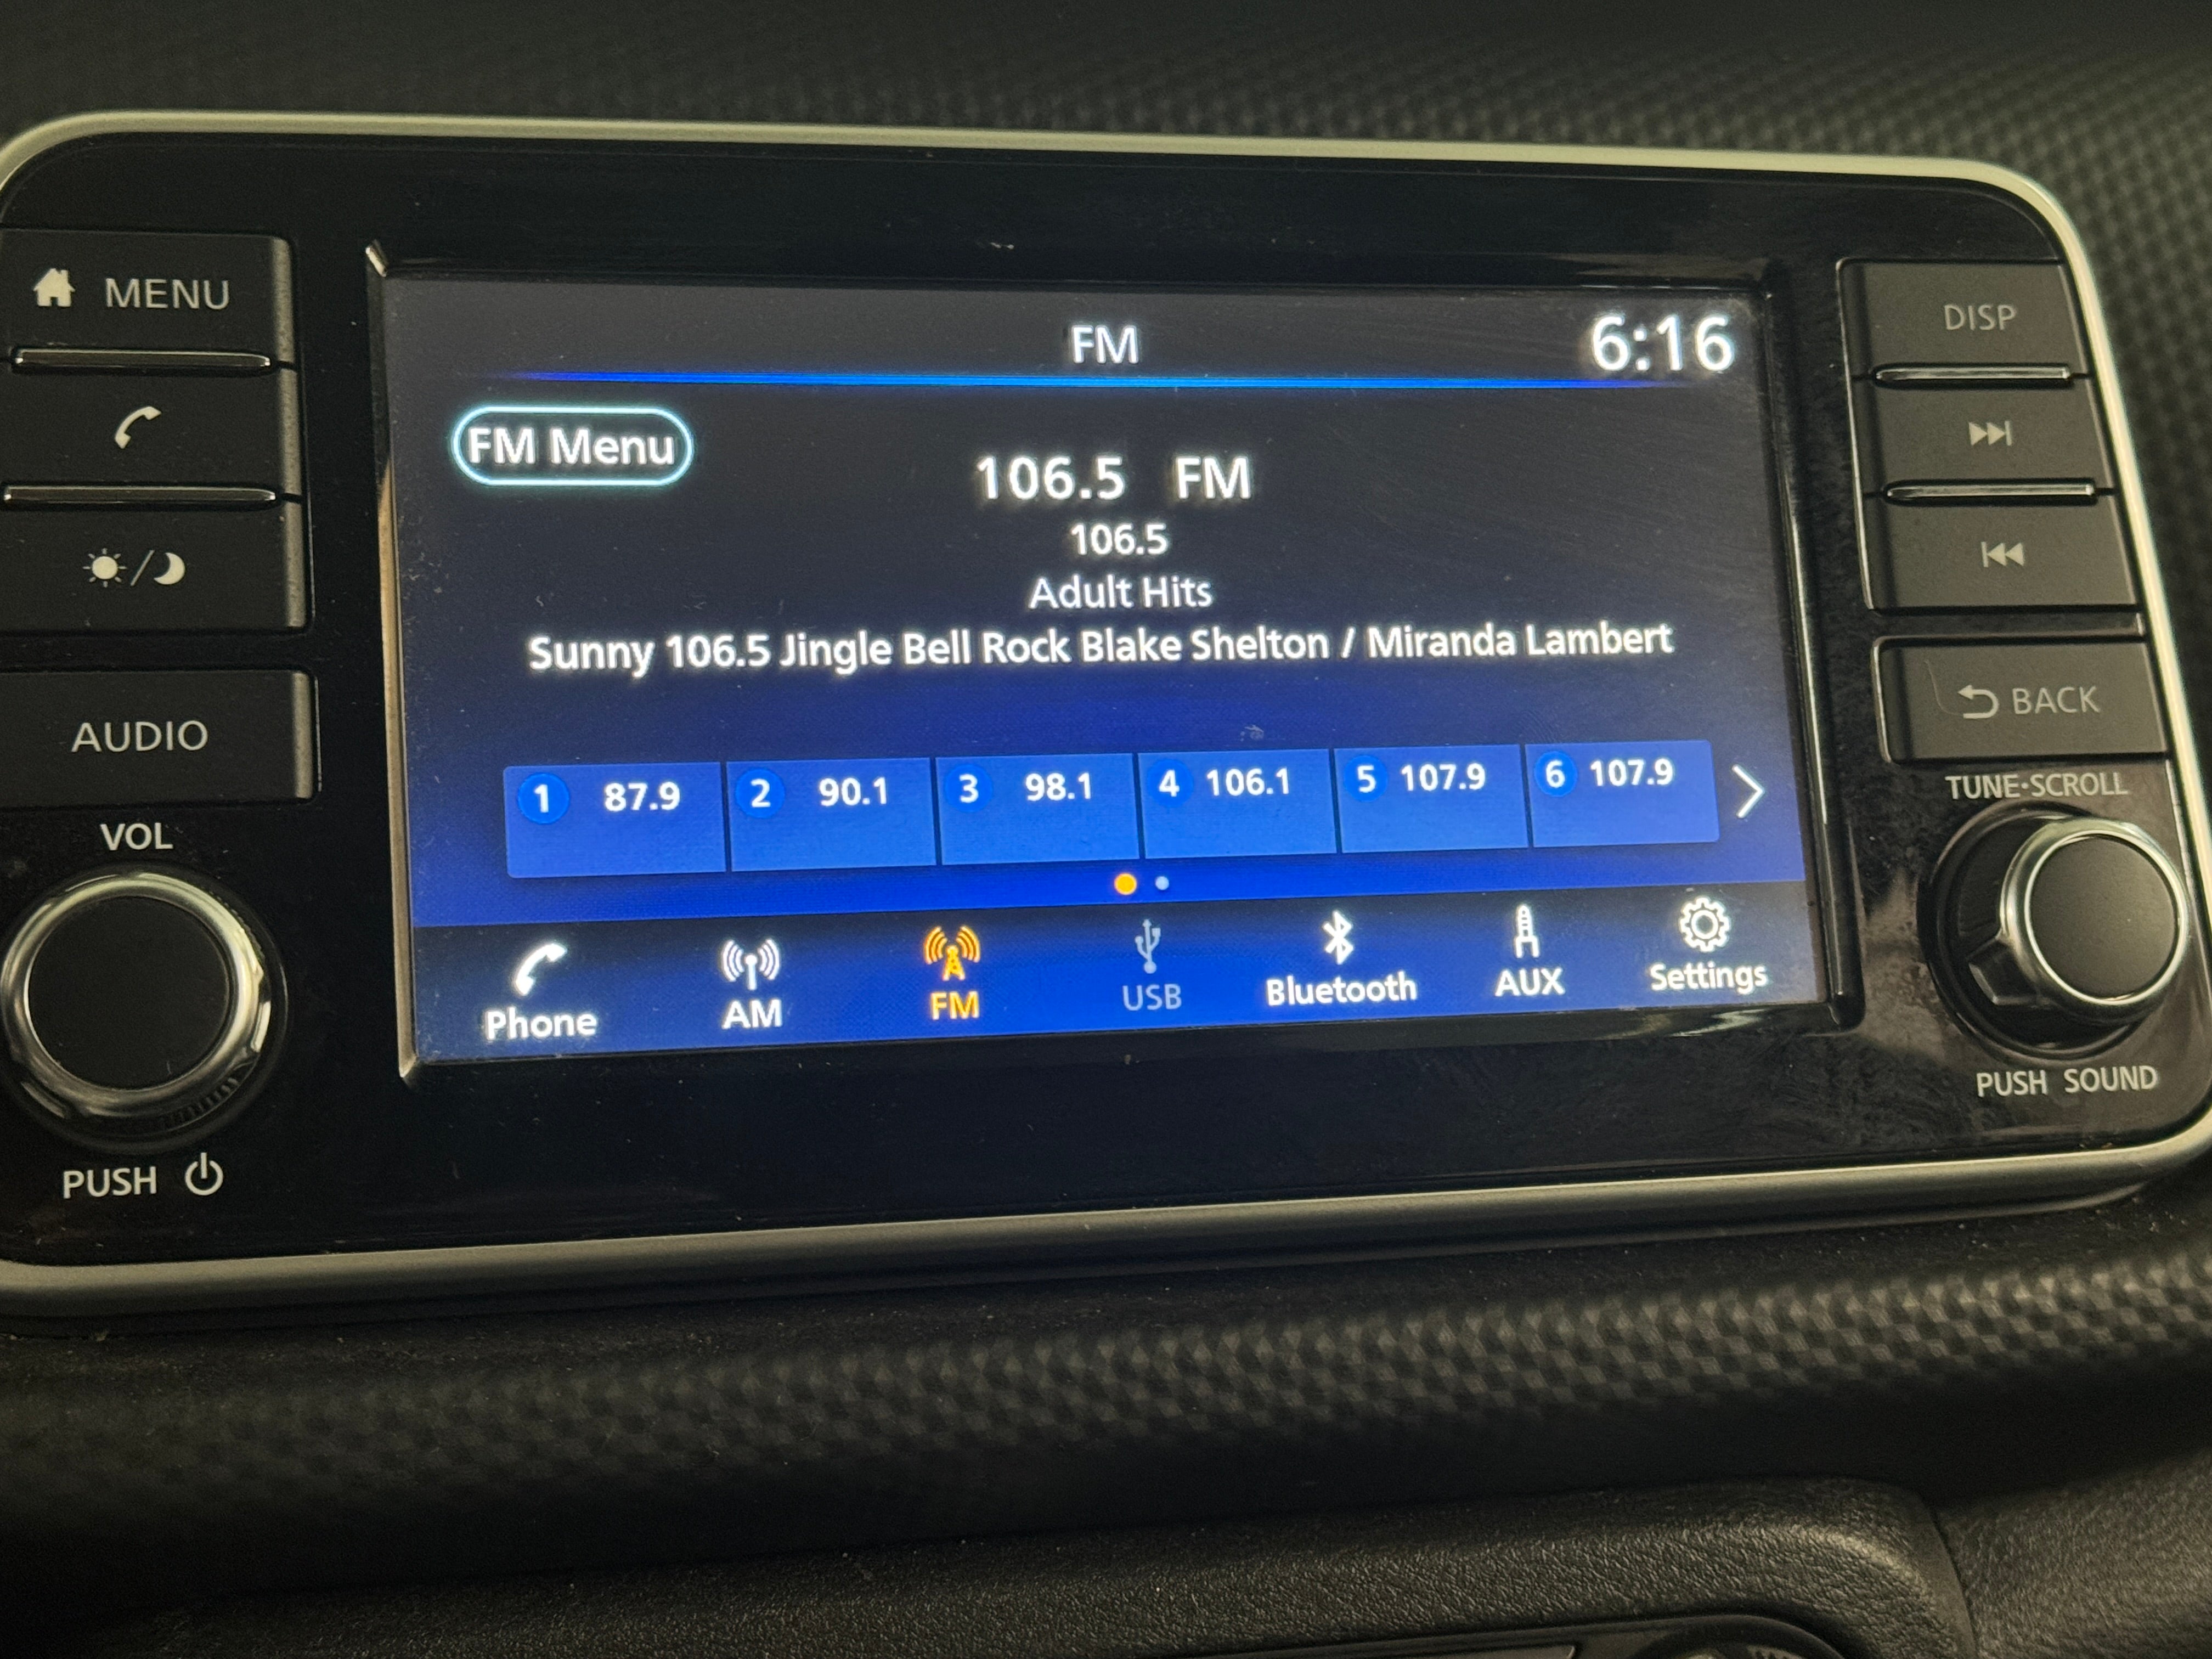 MENU
AUDIO
VOL
PUSH
FM
6:16
FM Menu
106.5 FM
106.5
Adult Hits
Sunny 106.5 Jingle Bell Rock Blake Shelton / Miranda Lambert
1 87.9 2 90.1 3 98.1 4 106.1 5 107.9 6 107.9
Phone AM FM USB Bluetooth AUX Settings
DISP
BACK
TUNE·SCROLL
PUSH SOUND